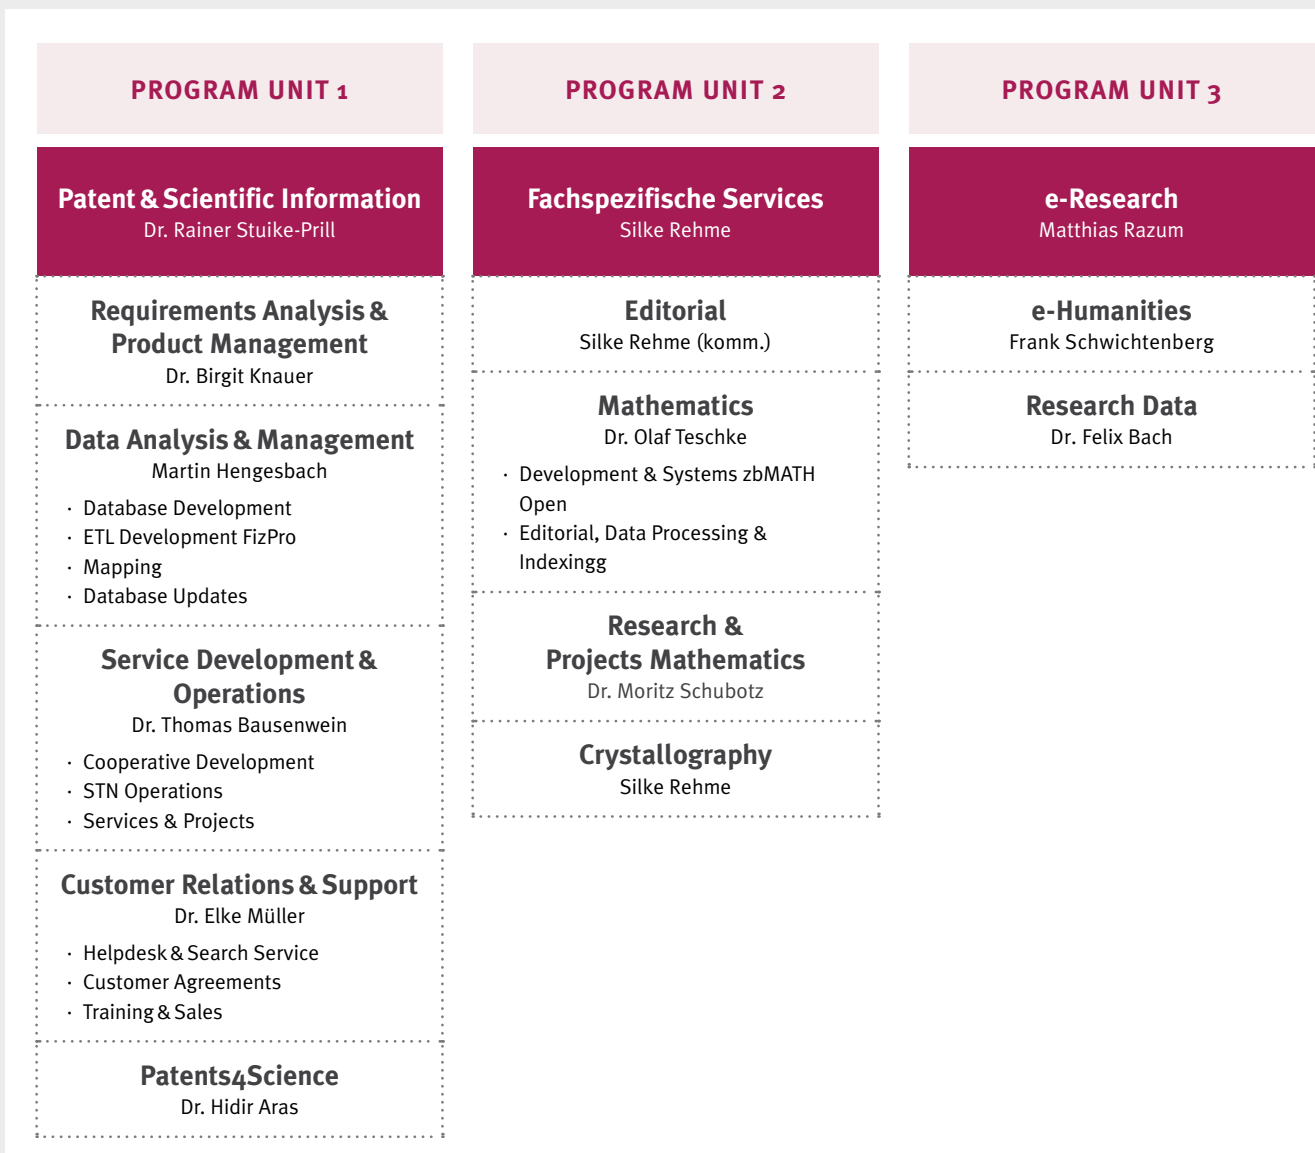 PROGRAM UNIT 1
Patent & Scientific Information
Dr. Rainer Stuike-Prill
Requirements Analysis &
Product Management
Dr. Birgit Knauer
Data Analysis & Management
Martin Hengesbach
· Database Development
· ETL Development FizPro
· Mapping
· Database Updates
Service Development &
Operations
Dr. Thomas Bausenwein
· Cooperative Development
· STN Operations
· Services & Projects
Customer Relations & Support
Dr. Elke Müller
· Helpdesk & Search Service
· Customer Agreements
· Training & Sales
Patents4Science
Dr. Hidir Aras
PROGRAM UNIT 2
Fachspezifische Services
Silke Rehme
Editorial
Silke Rehme (komm.)
Mathematics
Dr. Olaf Teschke
· Development & Systems zbMATH
Open
· Editorial, Data Processing &
Indexingg
Research &
Projects Mathematics
Dr. Moritz Schubotz
Crystallography
Silke Rehme
PROGRAM UNIT 3
e-Research
Matthias Razum
e-Humanities
Frank Schwichtenberg
Research Data
Dr. Felix Bach